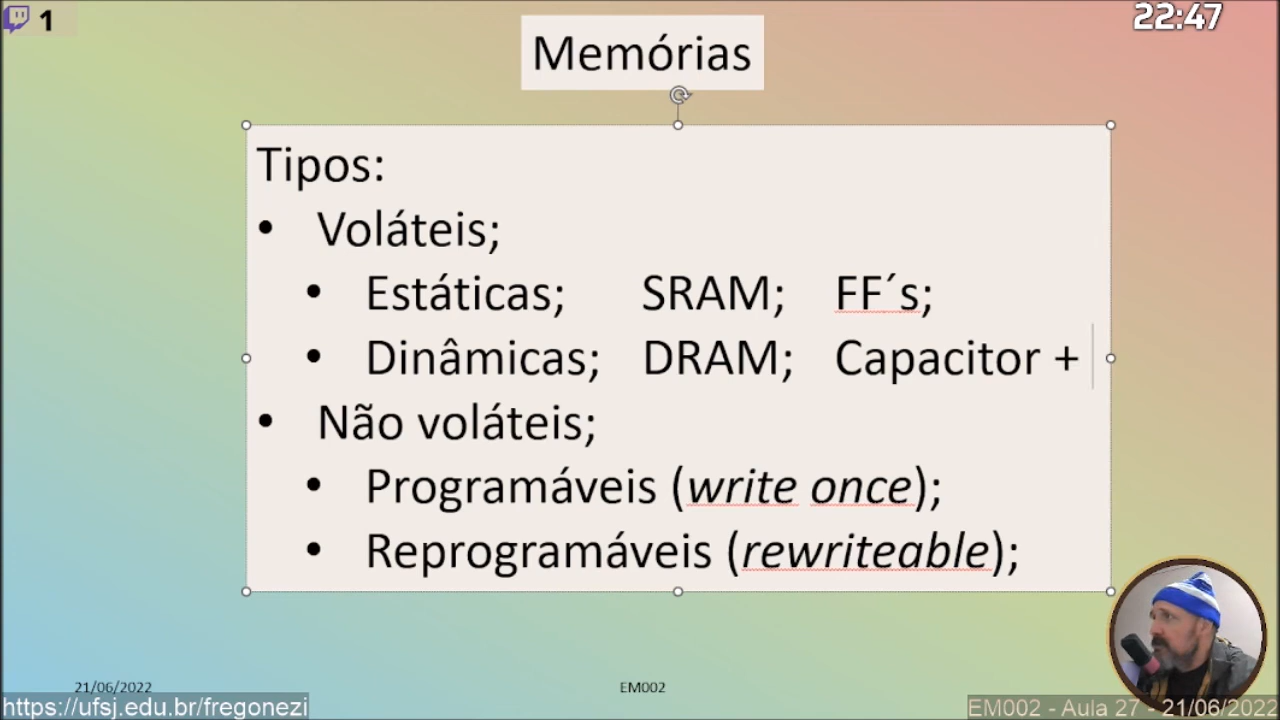 1
22:47
Memórias
Tipos:
• Voláteis;
• Estáticas; SRAM; FF´s;
• Dinâmicas; DRAM; Capacitor +
• Não voláteis;
• Programáveis (write once);
• Reprogramáveis (rewriteable);
21/06/2022
EM002
https://ufsj.edu.br/fregonezi
EM002 - Aula 27 - 21/06/2022